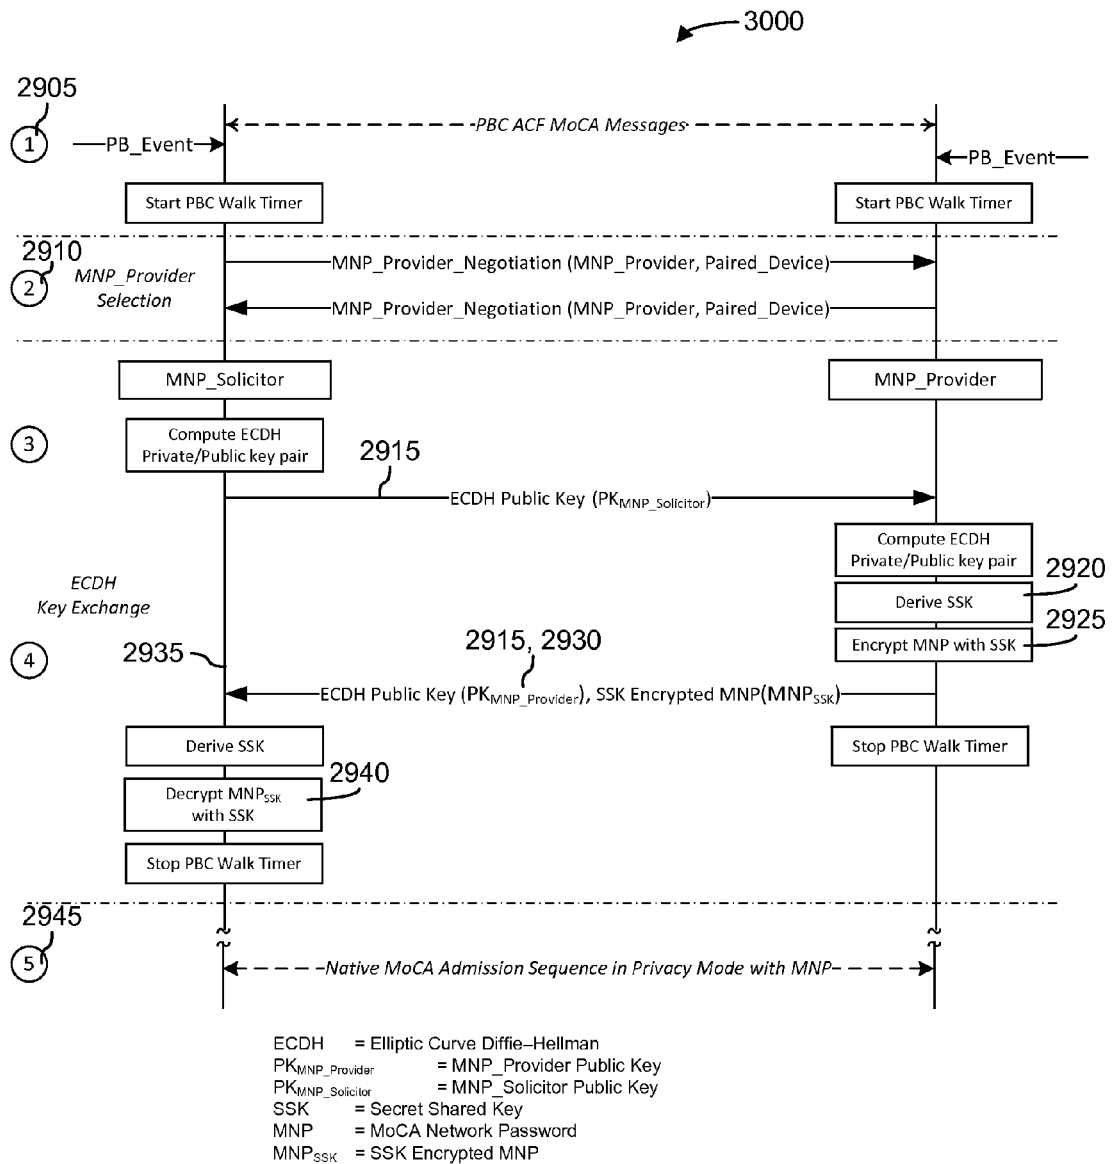 3000
2905
PBC ACF MoCA Messages
1
PB_Event
PB_Event
Start PBC Walk Timer
Start PBC Walk Timer
2910
MNP_Provider
Selection
2
MNP_Provider_Negotiation (MNP_Provider, Paired_Device)
MNP_Provider_Negotiation (MNP_Provider, Paired_Device)
MNP_Solicitor
MNP_Provider
3
Compute ECDH
Private/Public key pair
2915
ECDH Public Key (PKMNP_Solicitor)
Compute ECDH
Private/Public key pair
2920
ECDH
Key Exchange
Derive SSK
2925
Encrypt MNP with SSK
4
2935
2915, 2930
ECDH Public Key (PKMNP_Provider), SSK Encrypted MNP(MNPSSK)
Derive SSK
Stop PBC Walk Timer
2940
Decrypt MNPSSK
with SSK
Stop PBC Walk Timer
2945
5
Native MoCA Admission Sequence in Privacy Mode with MNP
ECDH = Elliptic Curve Diffie–Hellman
PKMNP_Provider = MNP_Provider Public Key
PKMNP_Solicitor = MNP_Solicitor Public Key
SSK = Secret Shared Key
MNP = MoCA Network Password
MNPSSK = SSK Encrypted MNP